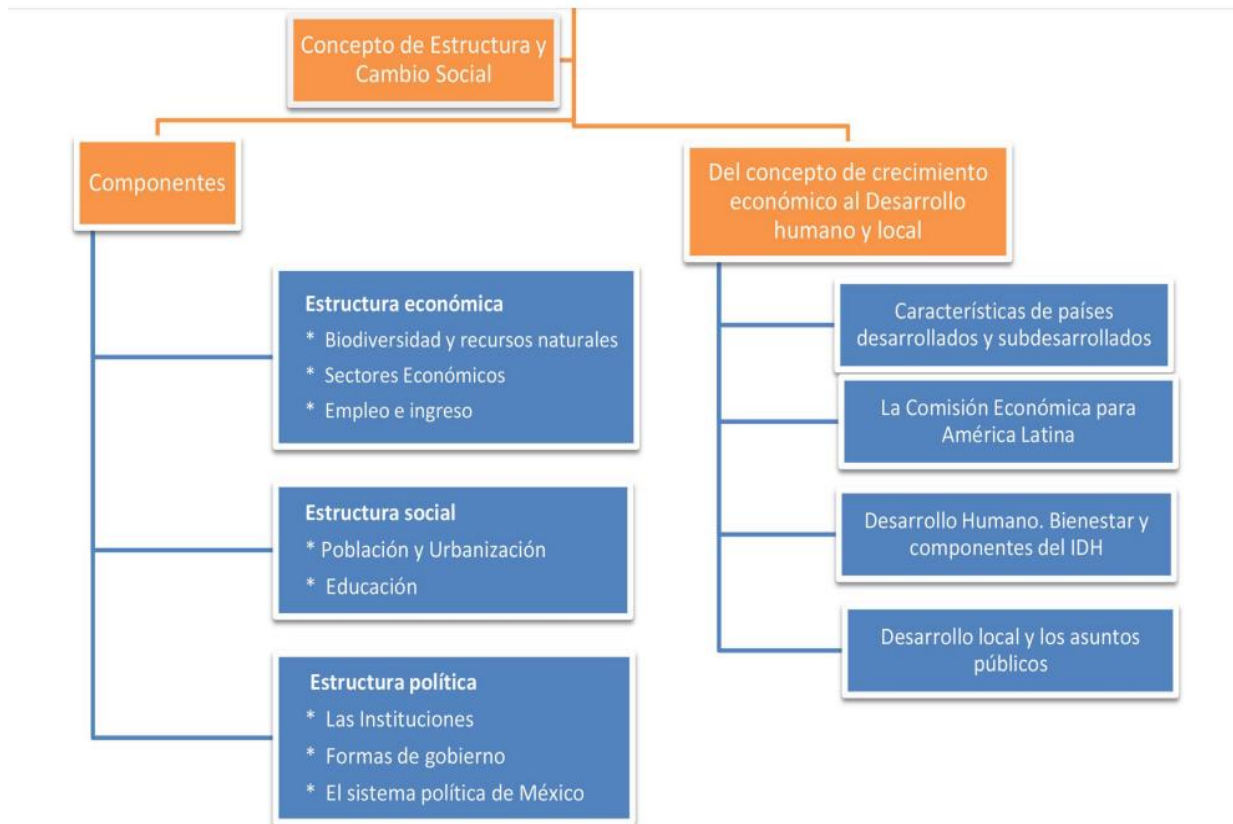 Concepto de Estructura y
Cambio Social
Componentes
Estructura económica
* Biodiversidad y recursos naturales
* Sectores Económicos
* Empleo e ingreso
Estructura social
* Población y Urbanización
* Educación
Estructura política
* Las Instituciones
* Formas de gobierno
* El sistema política de México
Del concepto de crecimiento
económico al Desarrollo
humano y local
Características de países
desarrollados y subdesarrollados
La Comisión Económica para
América Latina
Desarrollo Humano. Bienestar y
componentes del IDH
Desarrollo local y los asuntos
públicos